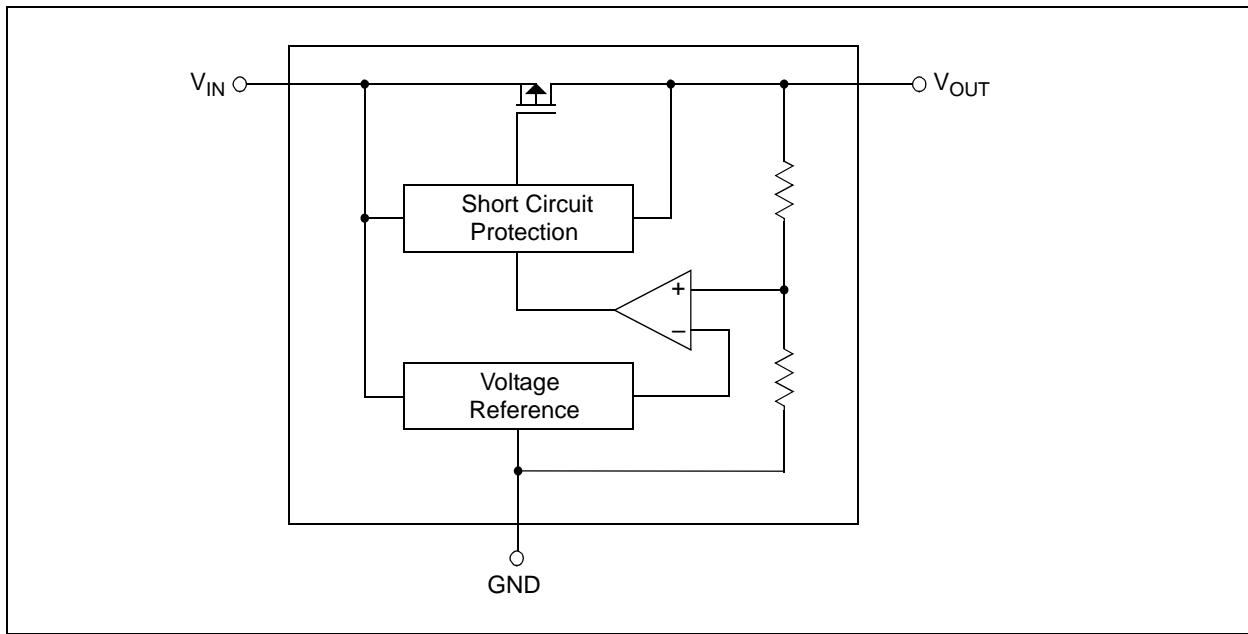 V_IN
V_OUT
Short Circuit
Protection
+
–
Voltage
Reference
GND